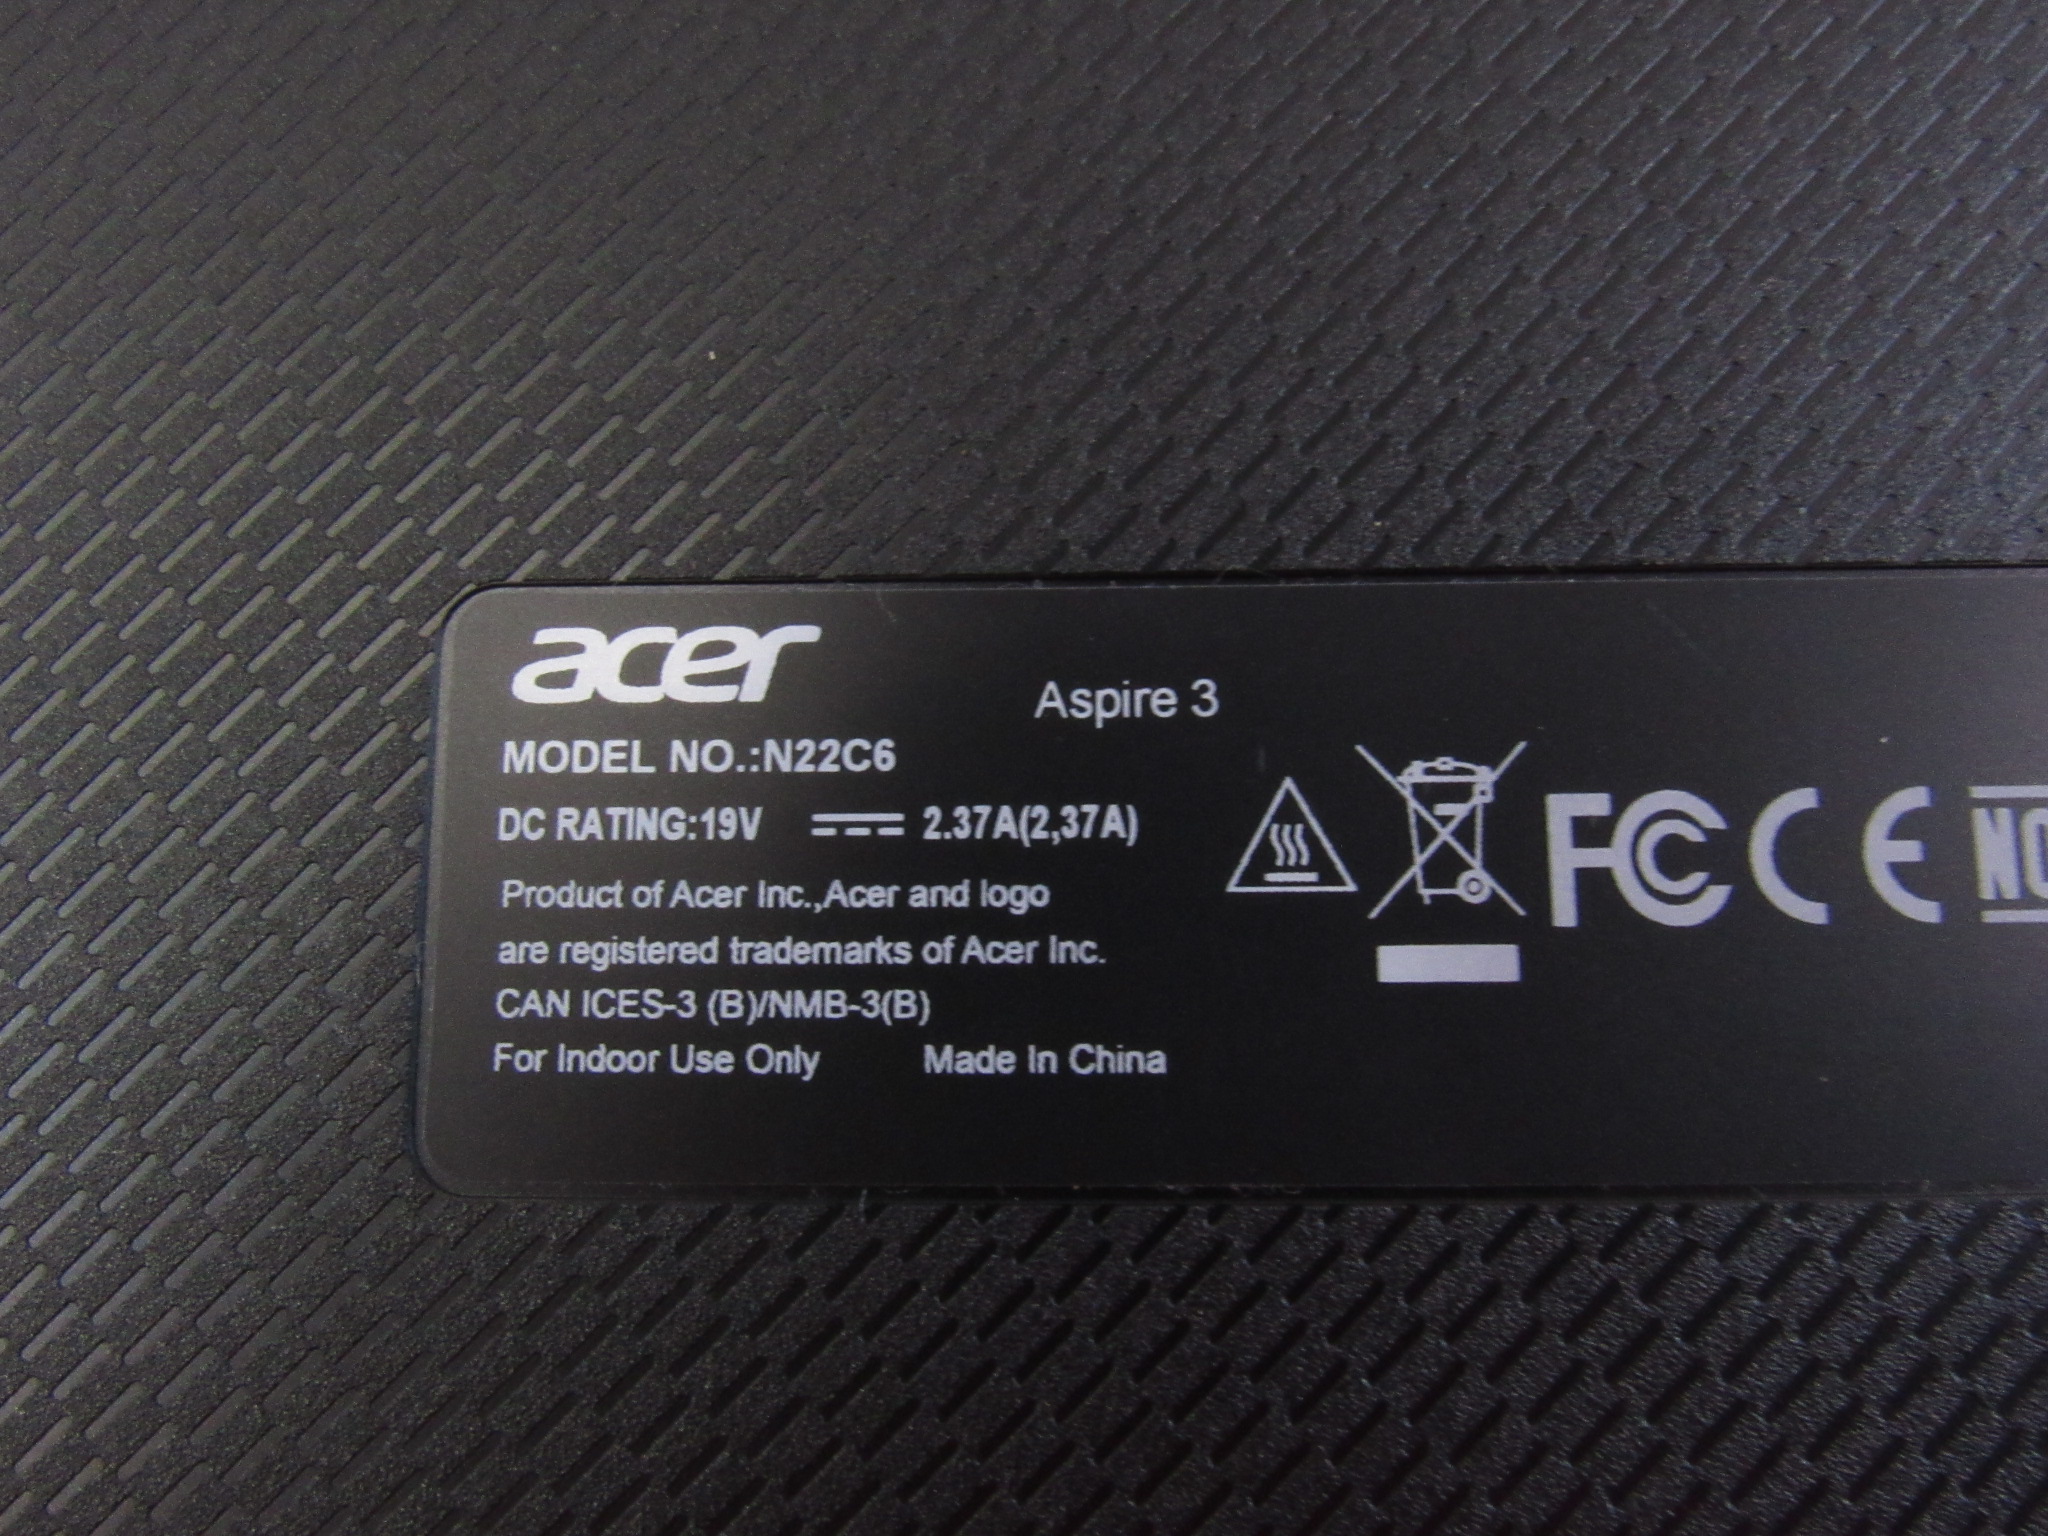 acer
Aspire 3
MODEL NO.:N22C6
DC RATING:19V 2.37A(2,37A)
Product of Acer Inc.,Acer and logo
are registered trademarks of Acer Inc.
CAN ICES-3 (B)/NMB-3(B)
For Indoor Use Only Made In China
FC CE